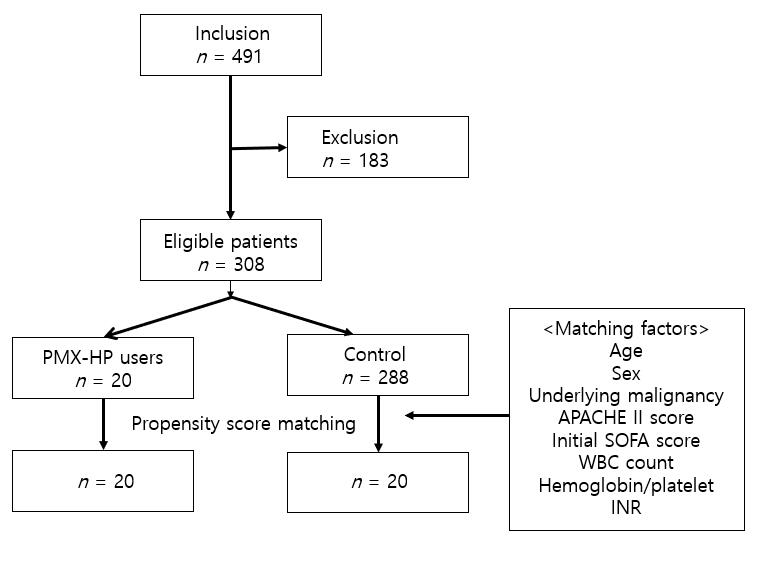 Inclusion
n = 491
Exclusion
n = 183
Eligible patients
n = 308
PMX-HP users
n = 20
Control
n = 288
<Matching factors>
Age
Sex
Underlying malignancy
APACHE II score
Initial SOFA score
WBC count
Hemoglobin/platelet
INR
Propensity score matching
n = 20
n = 20